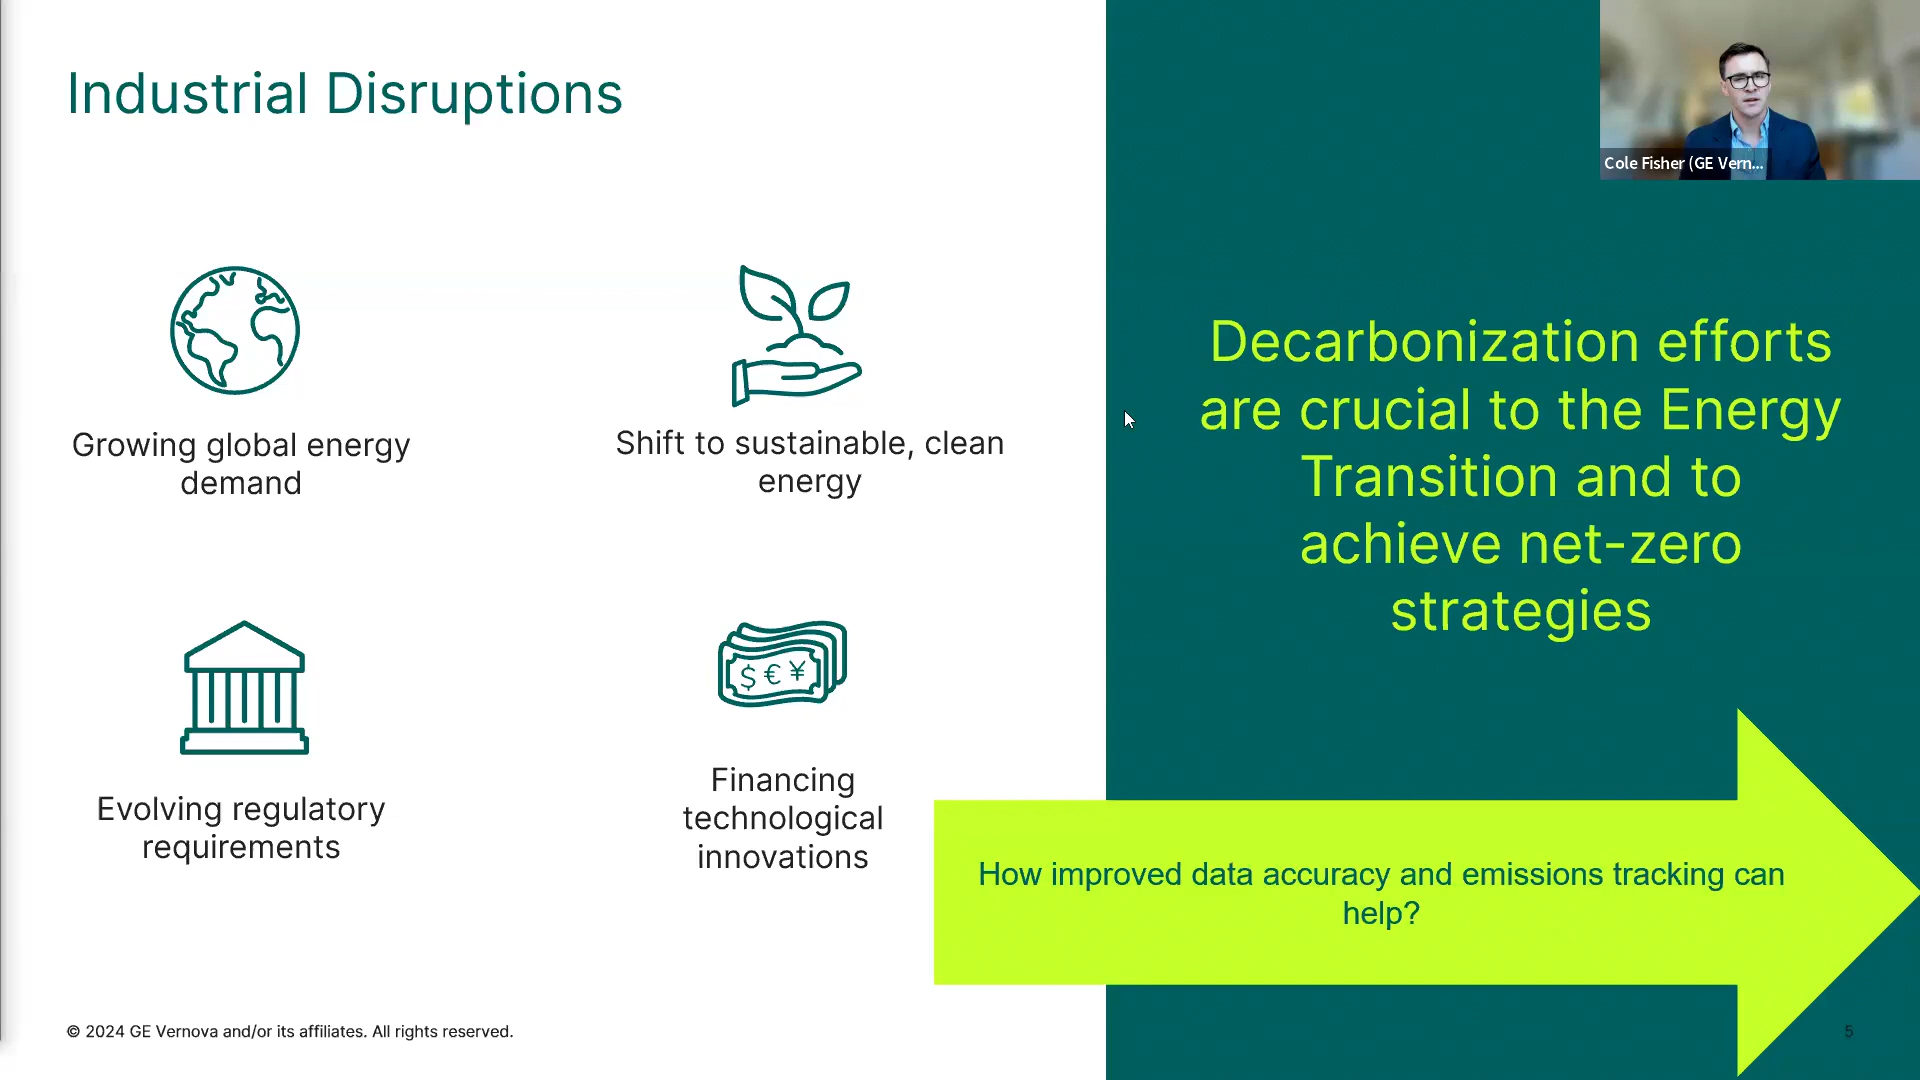 Industrial Disruptions
Cole Fisher (GE Vern...
Growing global energy
demand
Shift to sustainable, clean
energy
Decarbonization efforts
are crucial to the Energy
Transition and to
achieve net-zero
strategies
$ € ¥
Evolving regulatory
requirements
Financing
technological
innovations
How improved data accuracy and emissions tracking can
help?
© 2024 GE Vernova and/or its affiliates. All rights reserved.
5